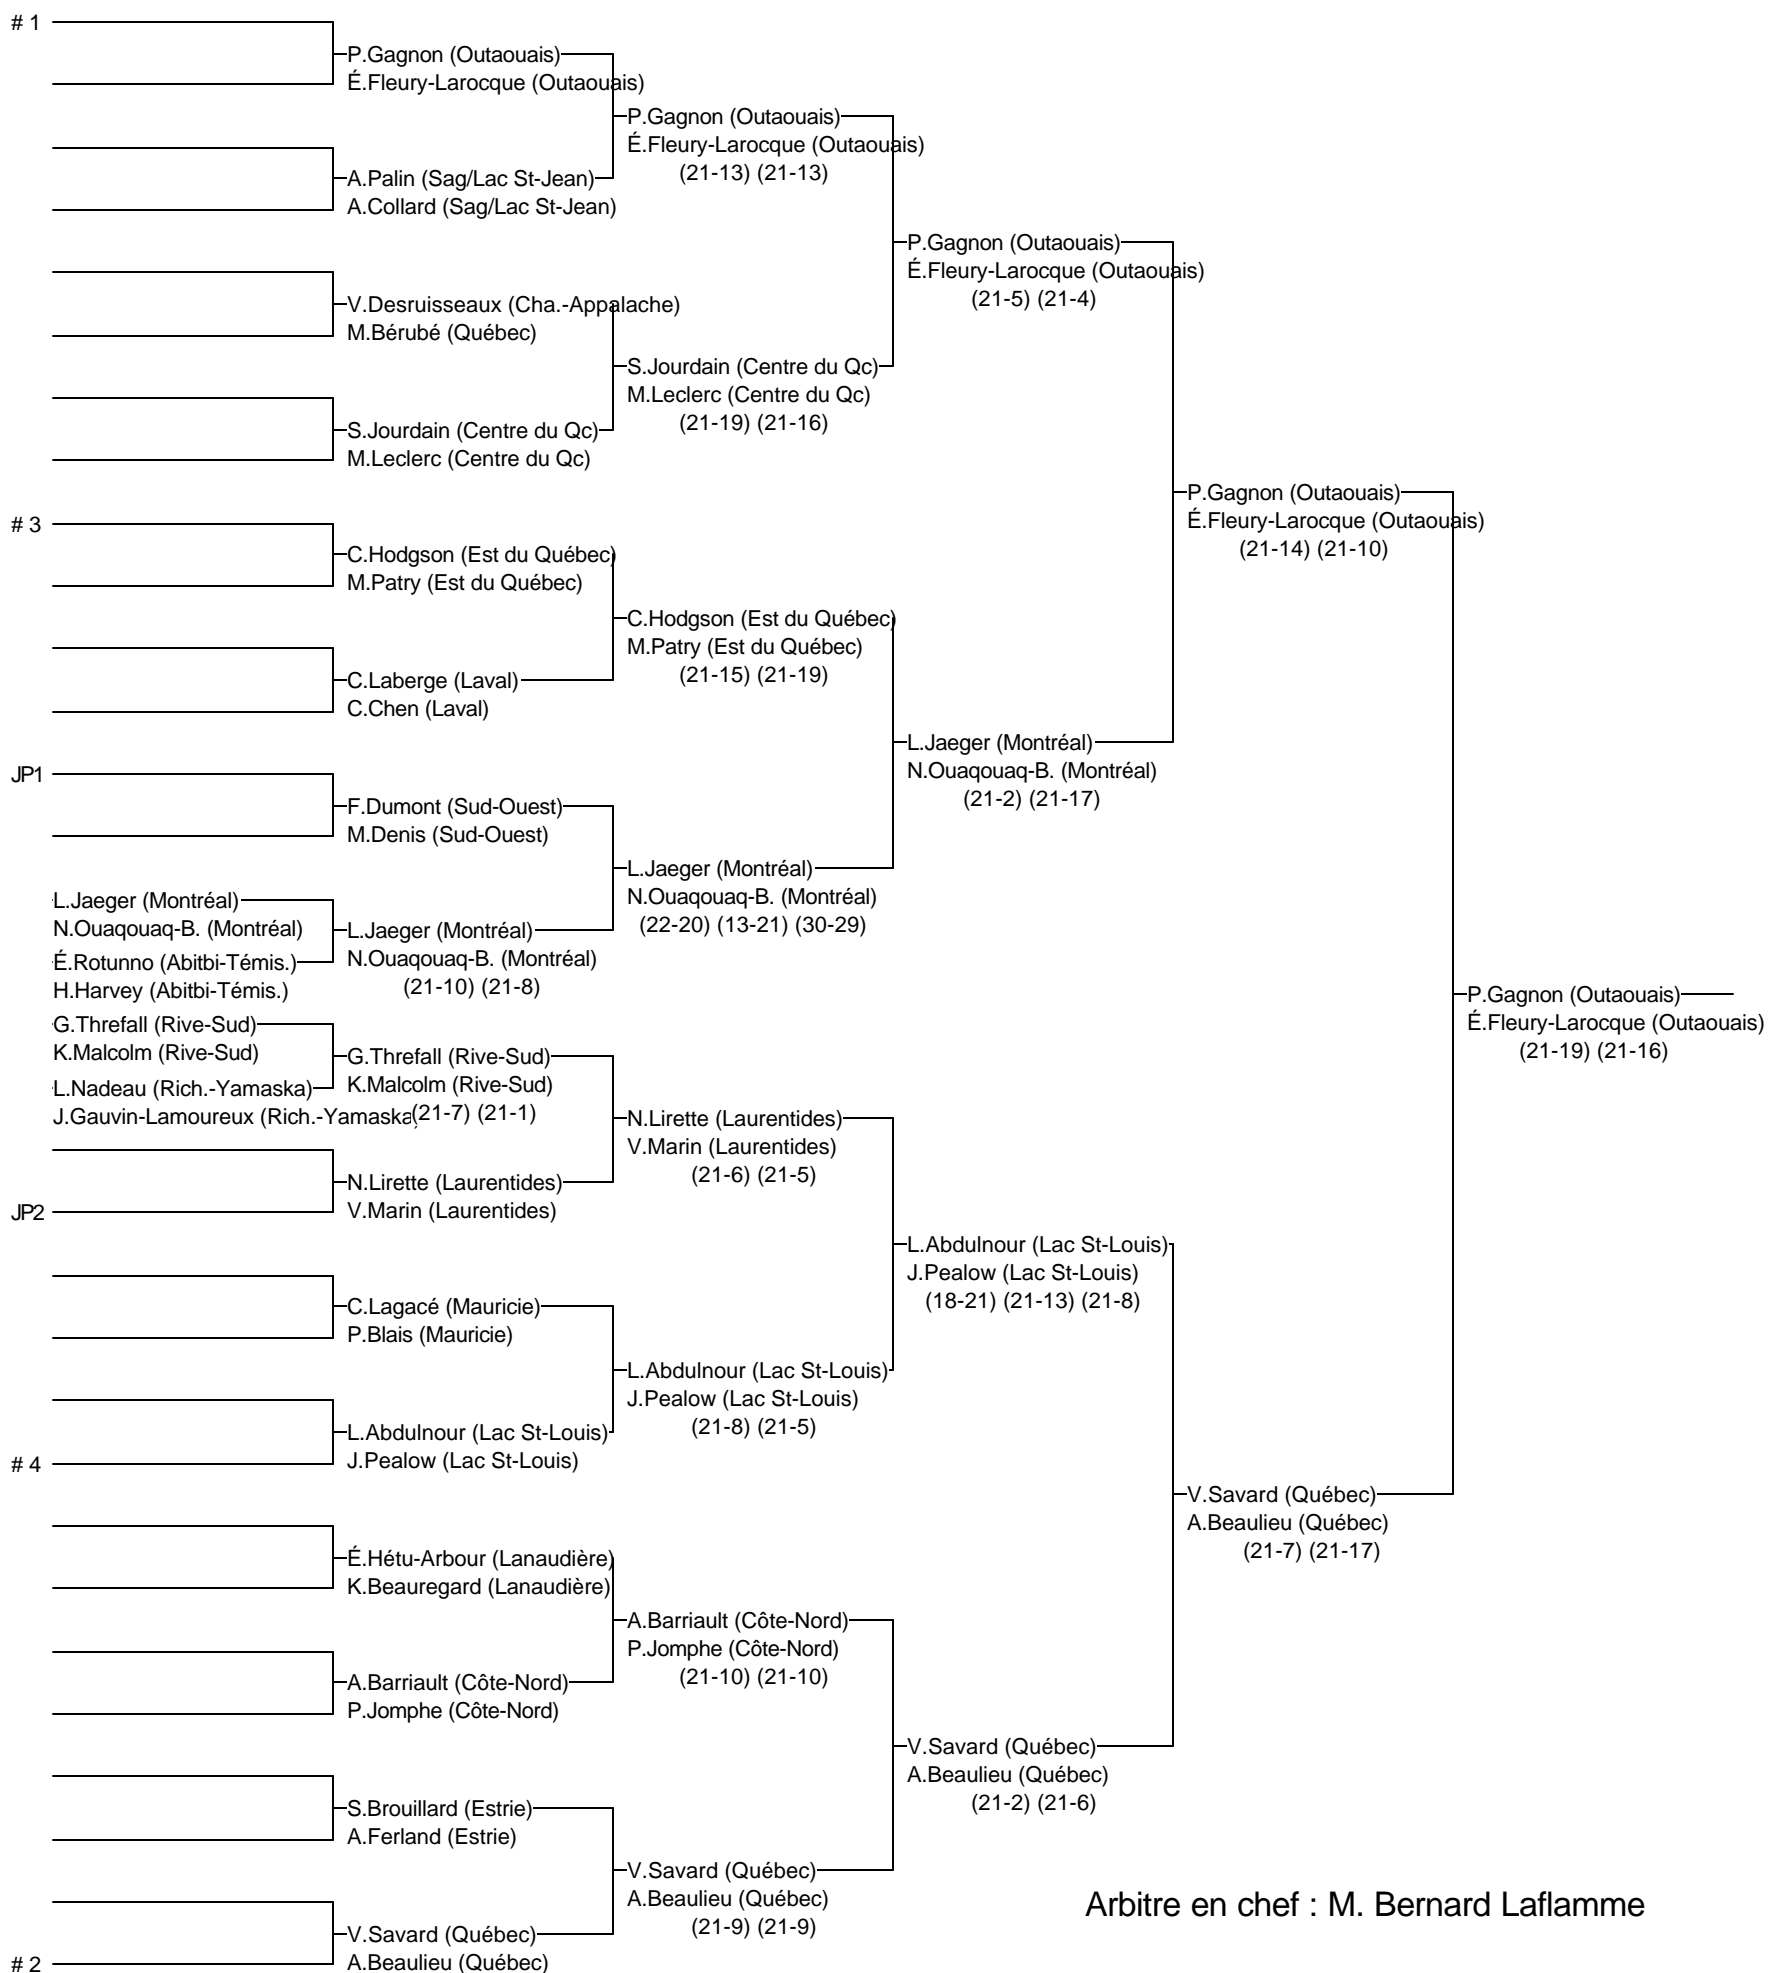 # 1
P.Gagnon (Outaouais)
É.Fleury-Larocque (Outaouais)
P.Gagnon (Outaouais)
É.Fleury-Larocque (Outaouais)
(21-13) (21-13)
A.Palin (Sag/Lac St-Jean)
A.Collard (Sag/Lac St-Jean)
P.Gagnon (Outaouais)
É.Fleury-Larocque (Outaouais)
(21-5) (21-4)
V.Desruisseaux (Cha.-Appalache)
M.Bérubé (Québec)
S.Jourdain (Centre du Qc)
M.Leclerc (Centre du Qc)
(21-19) (21-16)
S.Jourdain (Centre du Qc)
M.Leclerc (Centre du Qc)
P.Gagnon (Outaouais)
É.Fleury-Larocque (Outaouais)
(21-14) (21-10)
# 3
C.Hodgson (Est du Québec)
M.Patry (Est du Québec)
C.Hodgson (Est du Québec)
M.Patry (Est du Québec)
(21-15) (21-19)
C.Laberge (Laval)
C.Chen (Laval)
L.Jaeger (Montréal)
N.Ouaqouaq-B. (Montréal)
(21-2) (21-17)
JP1
F.Dumont (Sud-Ouest)
M.Denis (Sud-Ouest)
L.Jaeger (Montréal)
N.Ouaqouaq-B. (Montréal)
(22-20) (13-21) (30-29)
L.Jaeger (Montréal)
N.Ouaqouaq-B. (Montréal)
É.Rotunno (Abitbi-Témis.)
H.Harvey (Abitbi-Témis.)
L.Jaeger (Montréal)
N.Ouaqouaq-B. (Montréal)
(21-10) (21-8)
P.Gagnon (Outaouais)
É.Fleury-Larocque (Outaouais)
(21-19) (21-16)
G.Threfall (Rive-Sud)
K.Malcolm (Rive-Sud)
L.Nadeau (Rich.-Yamaska)
J.Gauvin-Lamoureux (Rich.-Yamaska)
G.Threfall (Rive-Sud)
K.Malcolm (Rive-Sud)
(21-7) (21-1)
N.Lirette (Laurentides)
V.Marin (Laurentides)
(21-6) (21-5)
N.Lirette (Laurentides)
V.Marin (Laurentides)
JP2
L.Abdulnour (Lac St-Louis)
J.Pealow (Lac St-Louis)
(18-21) (21-13) (21-8)
C.Lagacé (Mauricie)
P.Blais (Mauricie)
L.Abdulnour (Lac St-Louis)
J.Pealow (Lac St-Louis)
(21-8) (21-5)
L.Abdulnour (Lac St-Louis)
J.Pealow (Lac St-Louis)
# 4
V.Savard (Québec)
A.Beaulieu (Québec)
(21-7) (21-17)
É.Hétu-Arbour (Lanaudière)
K.Beauregard (Lanaudière)
A.Barriault (Côte-Nord)
P.Jomphe (Côte-Nord)
(21-10) (21-10)
A.Barriault (Côte-Nord)
P.Jomphe (Côte-Nord)
V.Savard (Québec)
A.Beaulieu (Québec)
(21-2) (21-6)
S.Brouillard (Estrie)
A.Ferland (Estrie)
V.Savard (Québec)
A.Beaulieu (Québec)
(21-9) (21-9)
Arbitre en chef : M. Bernard Laflamme
V.Savard (Québec)
A.Beaulieu (Québec)
# 2